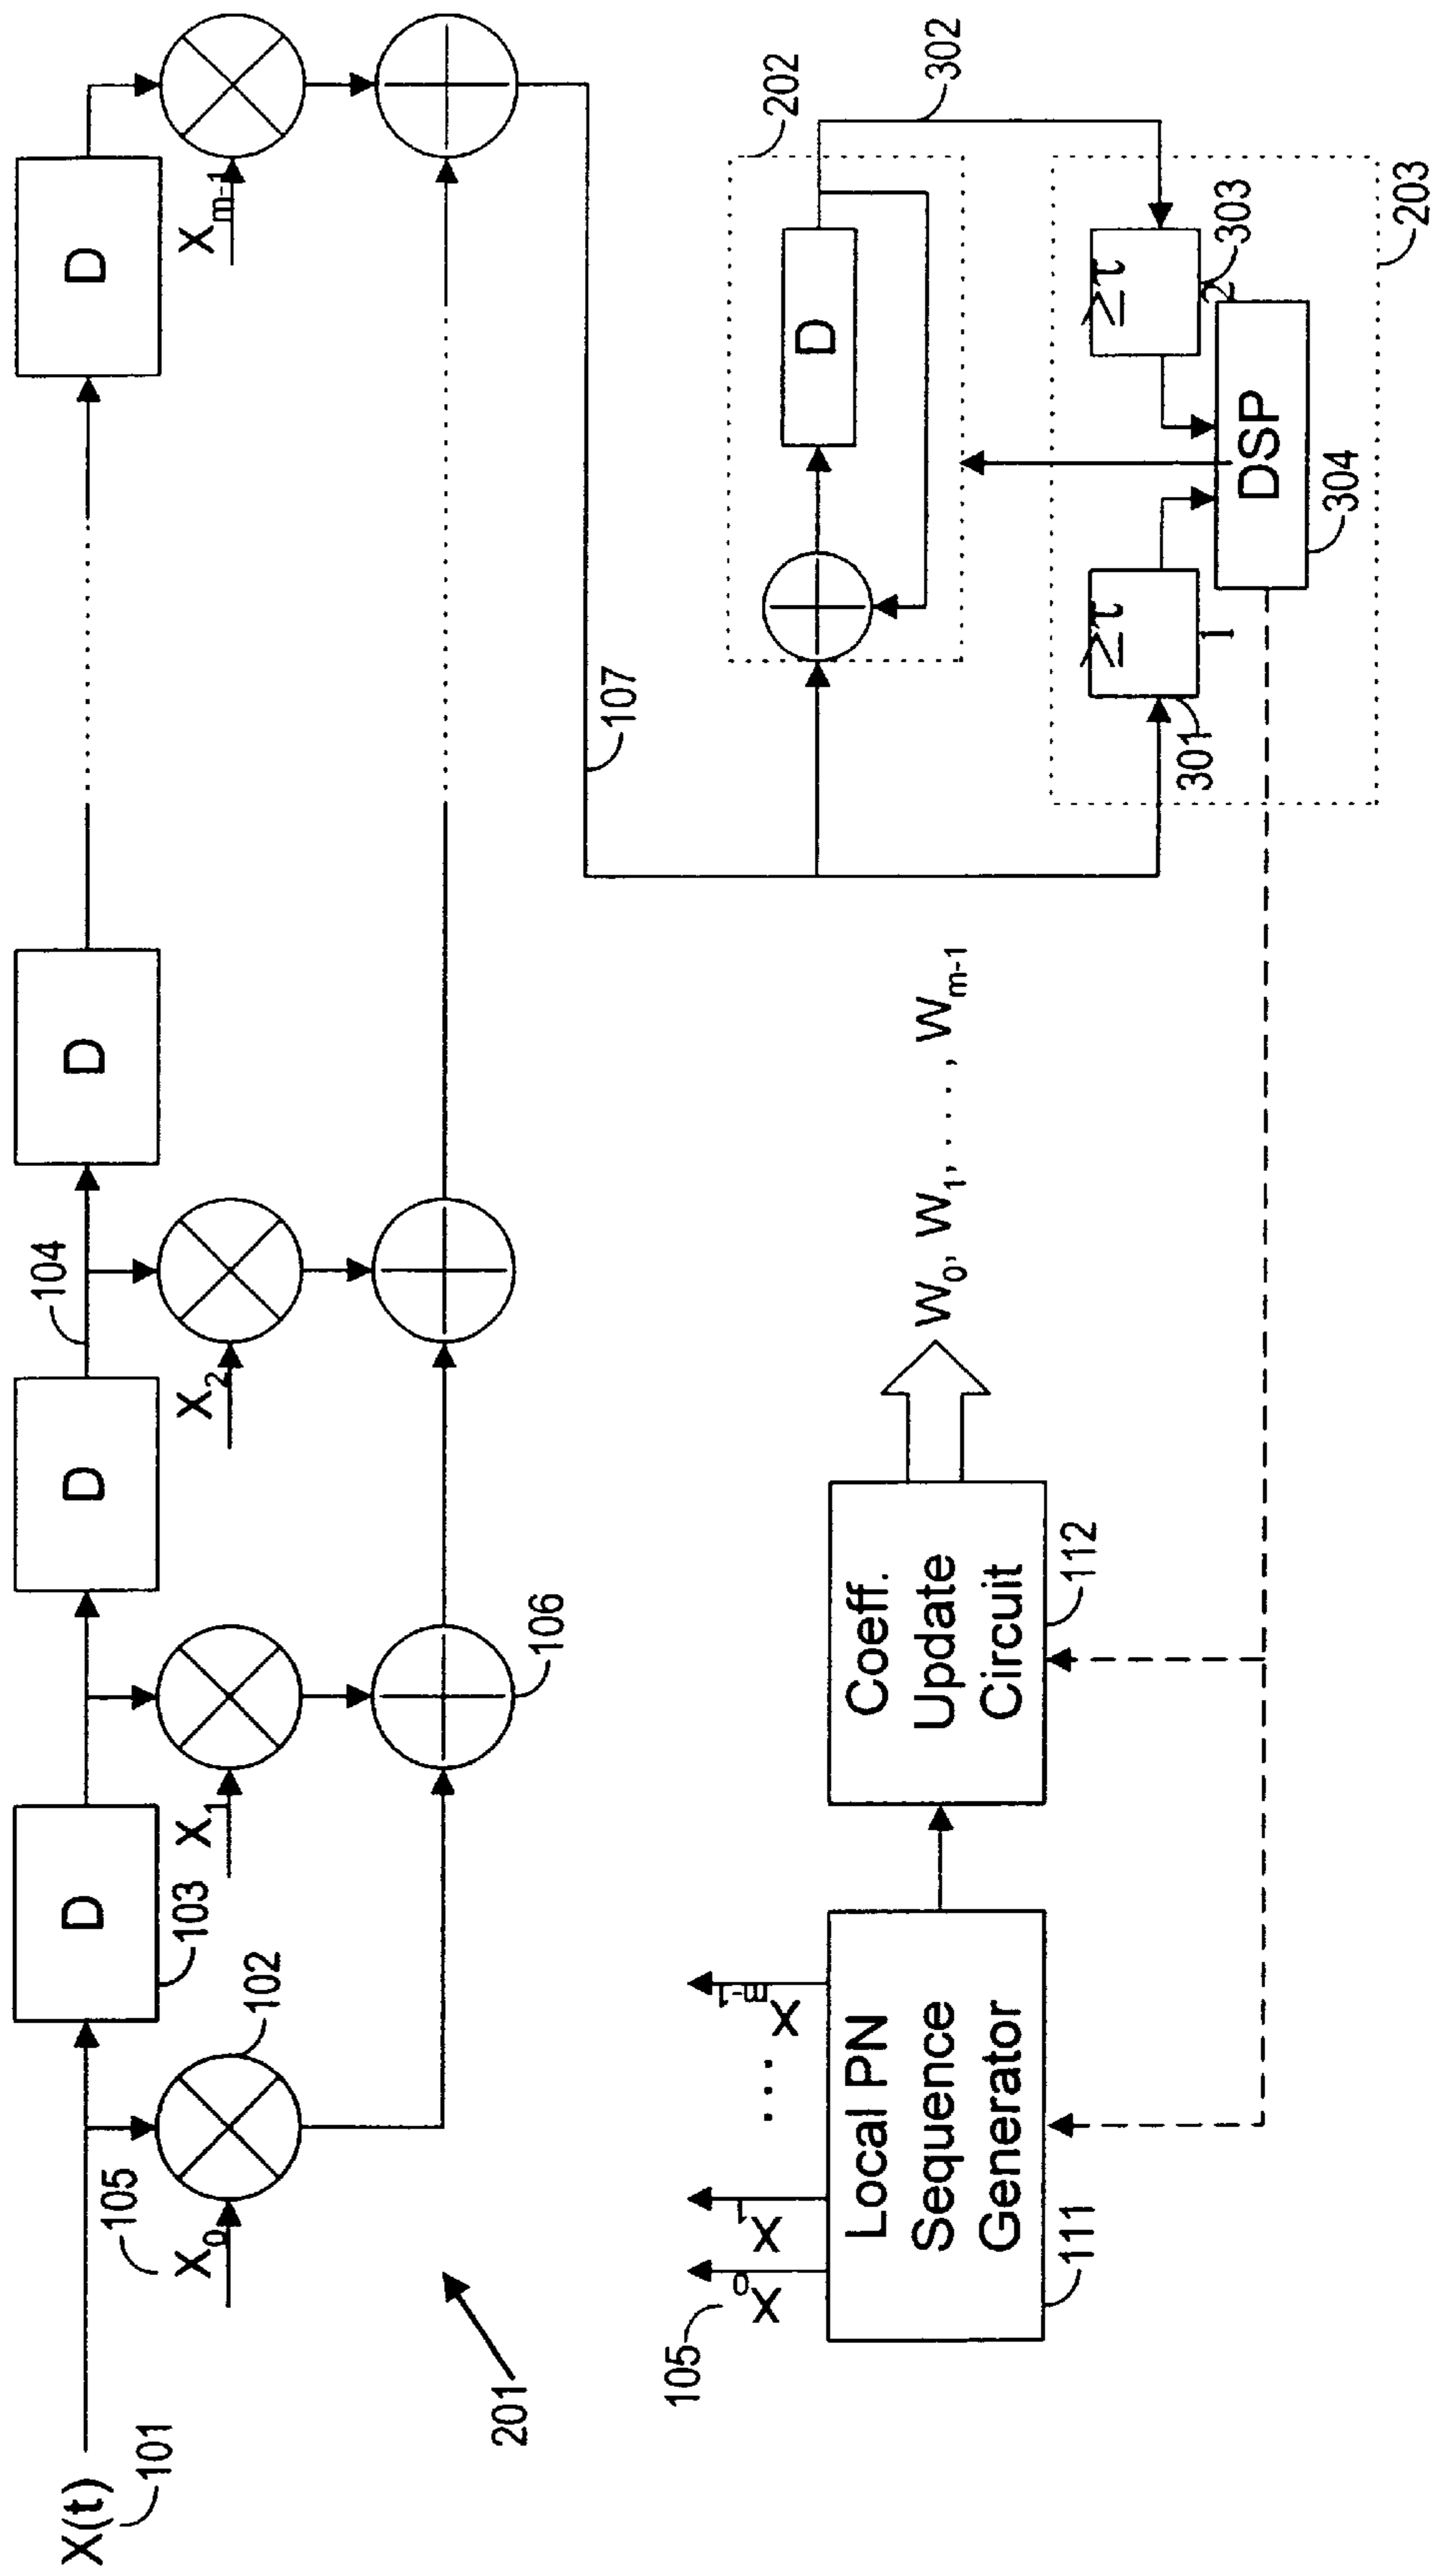 X(t)
101
105
X0
102
D
103
X1
106
D
104
X2
D
D
Xm-1
201
107
202
D
302
≥τ1
301
≥τ2
303
DSP
304
203
105
X0 X1 ... Xm-1
Local PN
Sequence
Generator
111
Coeff.
Update
Circuit
112
W0, W1, . . . , Wm-1